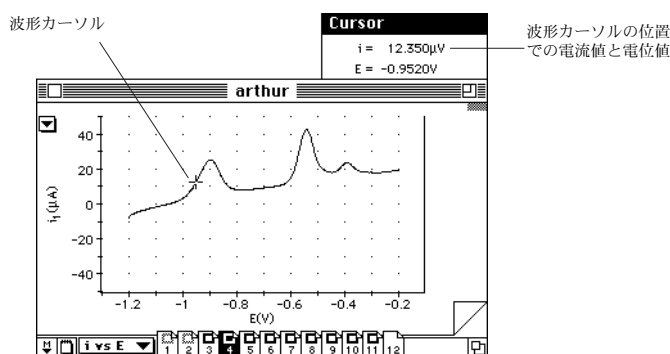 波形カーソル
Cursor
i = 12.350μV
E = -0.9520V
波形カーソルの位置
での電流値と電位値
arthur
40
20
0
-20
-40
i₁(μA)
-1.2 -1 -0.8 -0.6 -0.4 -0.2
E(V)
M i vs E 1 2 3 4 5 6 7 8 9 10 11 12